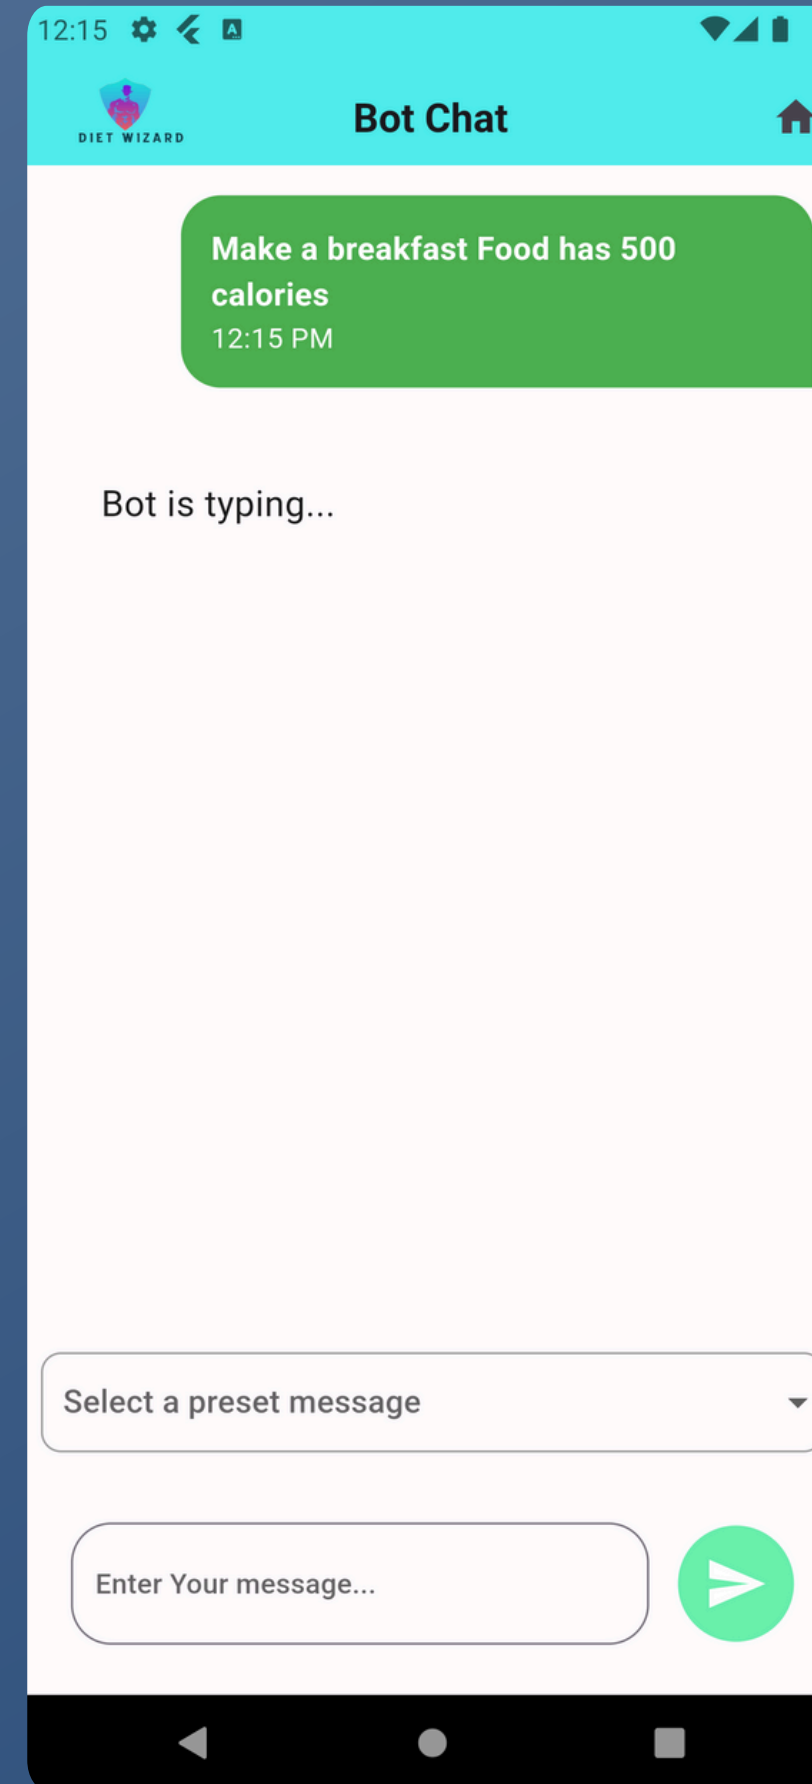 12:15
DIET WIZARD
Bot Chat
Make a breakfast Food has 500
calories
12:15 PM
Bot is typing...
Select a preset message
Enter Your message...